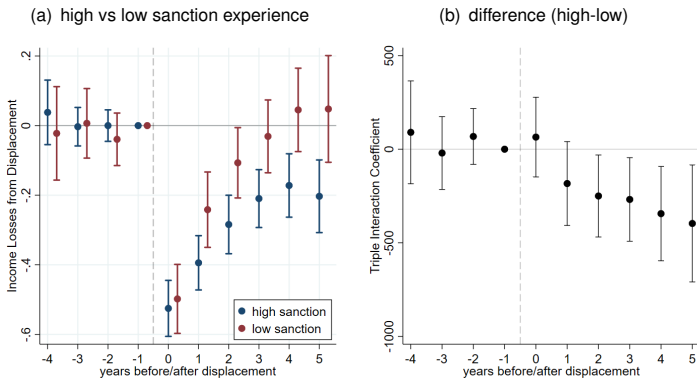 (a) high vs low sanction experience
Income Losses from Displacement
.2
0
-.2
-.4
-.6
high sanction
low sanction
-4 -3 -2 -1 0 1 2 3 4 5
years before/after displacement
(b) difference (high-low)
Triple Interaction Coefficient
500
0
-500
-1000
-4 -3 -2 -1 0 1 2 3 4 5
years before/after displacement